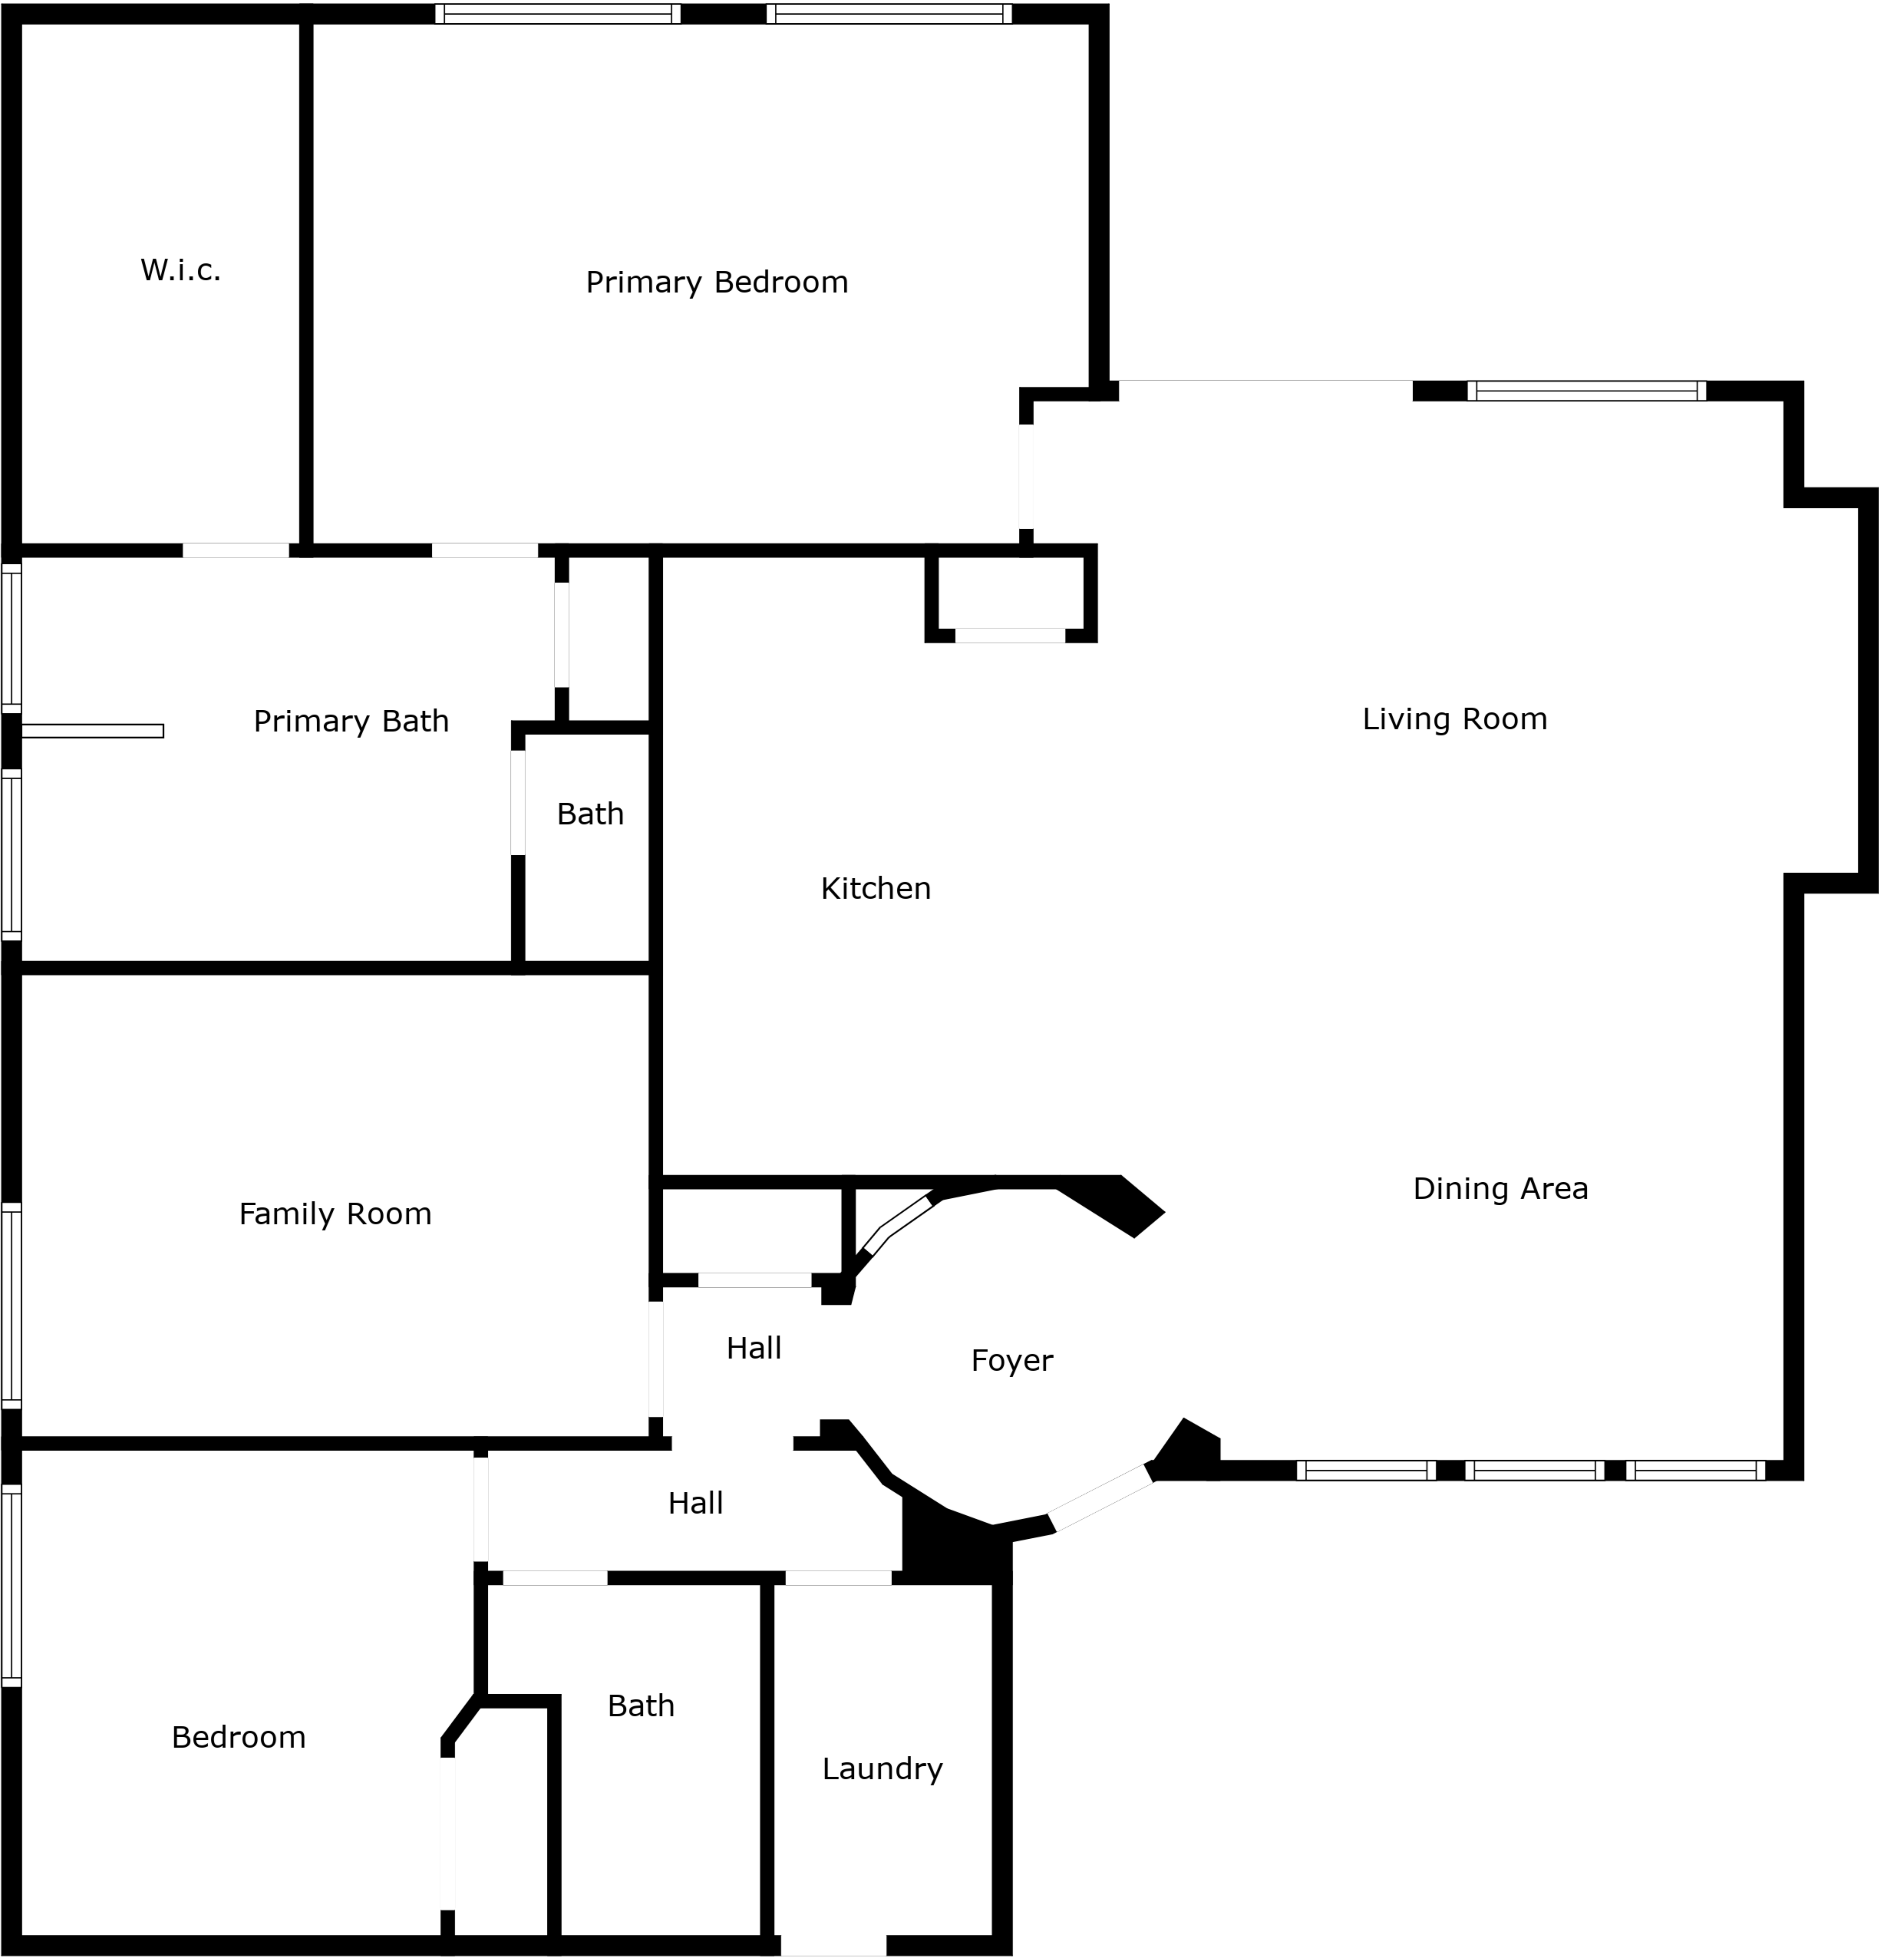 W.i.c.
Primary Bedroom
Primary Bath
Living Room
Bath
Kitchen
Dining Area
Family Room
Hall
Foyer
Hall
Bath
Bedroom
Laundry